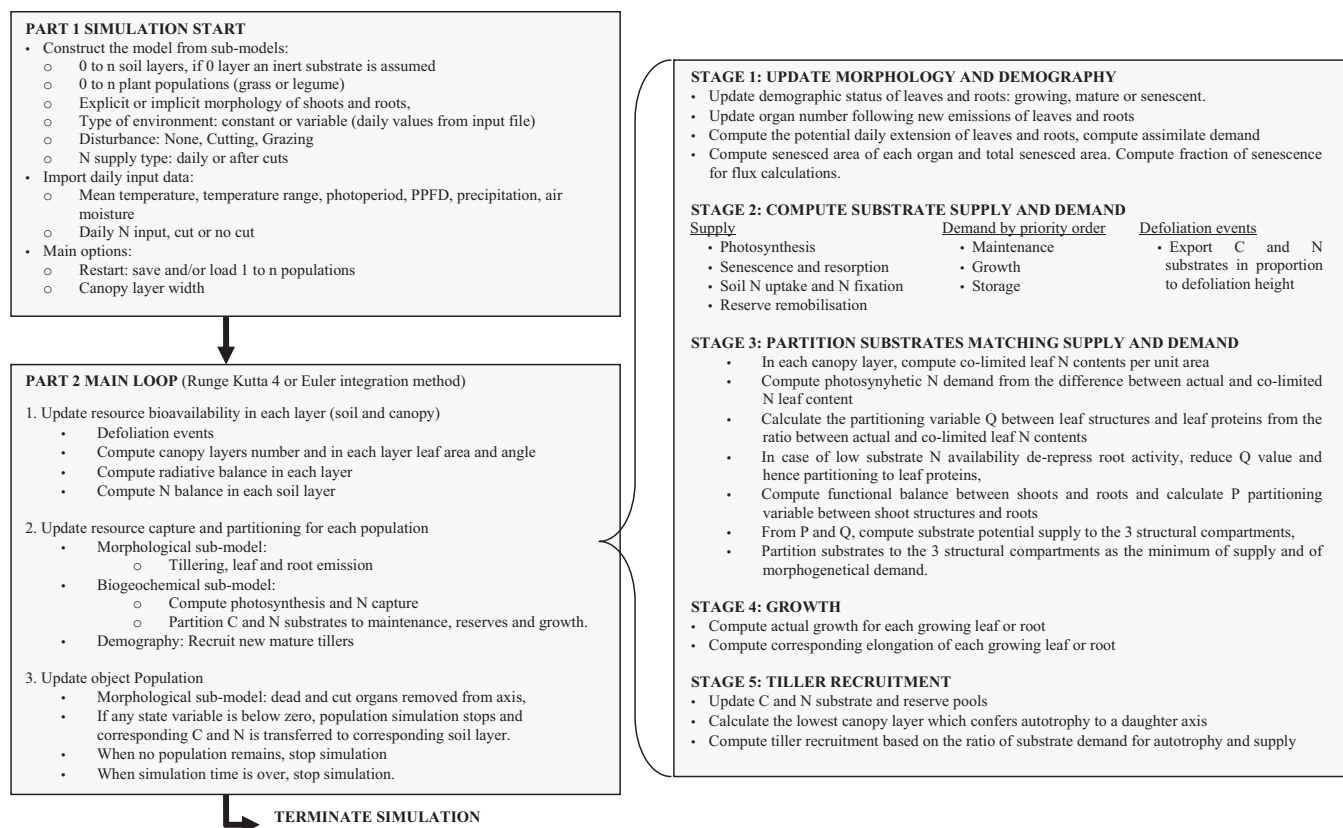 PART 1 SIMULATION START
• Construct the model from sub-models:
o 0 to n soil layers, if 0 layer an inert substrate is assumed
o 0 to n plant populations (grass or legume)
o Explicit or implicit morphology of shoots and roots,
o Type of environment: constant or variable (daily values from input file)
o Disturbance: None, Cutting, Grazing
o N supply type: daily or after cuts
• Import daily input data:
o Mean temperature, temperature range, photoperiod, PPFD, precipitation, air
moisture
o Daily N input, cut or no cut
• Main options:
o Restart: save and/or load 1 to n populations
o Canopy layer width
PART 2 MAIN LOOP (Runge Kutta 4 or Euler integration method)
1. Update resource bioavailability in each layer (soil and canopy)
• Defoliation events
• Compute canopy layers number and in each layer leaf area and angle
• Compute radiative balance in each layer
• Compute N balance in each soil layer
2. Update resource capture and partitioning for each population
• Morphological sub-model:
o Tillering, leaf and root emission
• Biogeochemical sub-model:
o Compute photosynthesis and N capture
o Partition C and N substrates to maintenance, reserves and growth.
• Demography: Recruit new mature tillers
3. Update object Population
• Morphological sub-model: dead and cut organs removed from axis,
• If any state variable is below zero, population simulation stops and
corresponding C and N is transferred to corresponding soil layer.
• When no population remains, stop simulation
• When simulation time is over, stop simulation.
TERMINATE SIMULATION
STAGE 1: UPDATE MORPHOLOGY AND DEMOGRAPHY
• Update demographic status of leaves and roots: growing, mature or senescent.
• Update organ number following new emissions of leaves and roots
• Compute the potential daily extension of leaves and roots, compute assimilate demand
• Compute senesced area of each organ and total senesced area. Compute fraction of senescence
for flux calculations.
STAGE 2: COMPUTE SUBSTRATE SUPPLY AND DEMAND
Supply
• Photosynthesis
• Senescence and resorption
• Soil N uptake and N fixation
• Reserve remobilisation
Demand by priority order
• Maintenance
• Growth
• Storage
Defoliation events
• Export C and N
substrates in proportion
to defoliation height
STAGE 3: PARTITION SUBSTRATES MATCHING SUPPLY AND DEMAND
• In each canopy layer, compute co-limited leaf N contents per unit area
• Compute photosynyhetic N demand from the difference between actual and co-limited
N leaf content
• Calculate the partitioning variable Q between leaf structures and leaf proteins from the
ratio between actual and co-limited leaf N contents
• In case of low substrate N availability de-repress root activity, reduce Q value and
hence partitioning to leaf proteins,
• Compute functional balance between shoots and roots and calculate P partitioning
variable between shoot structures and roots
• From P and Q, compute substrate potential supply to the 3 structural compartments,
• Partition substrates to the 3 structural compartments as the minimum of supply and of
morphogenetical demand.
STAGE 4: GROWTH
• Compute actual growth for each growing leaf or root
• Compute corresponding elongation of each growing leaf or root
STAGE 5: TILLER RECRUITMENT
• Update C and N substrate and reserve pools
• Calculate the lowest canopy layer which confers autotrophy to a daughter axis
• Compute tiller recruitment based on the ratio of substrate demand for autotrophy and supply